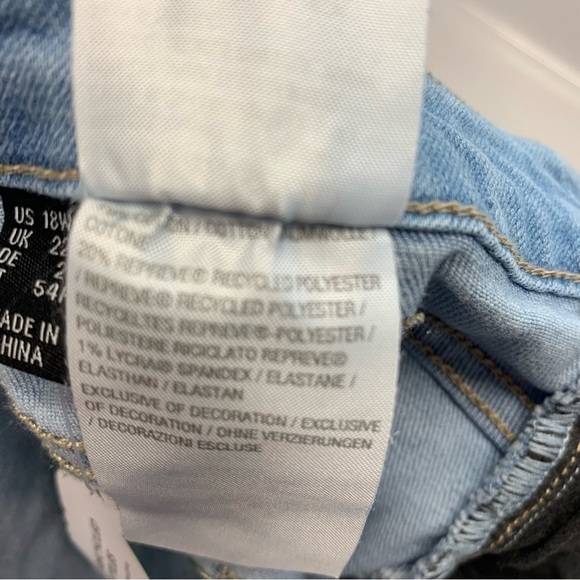 US 18W
UK 22
DE
54
MADE IN
CHINA
COTONE
20% REPREVE® RECYCLED POLYESTER
/ REPREVE® RECYCLED POLYESTER /
RECYCELTES REPREVE®-POLYESTER /
POLIESTERE RICICLATO REPREVE®
1% LYCRA® SPANDEX / ELASTANE /
ELASTHAN / ELASTAN
EXCLUSIVE OF DECORATION / EXCLUSIVE
OF DECORATION / OHNE VERZIERUNGEN
/ DECORAZIONI ESCLUSE